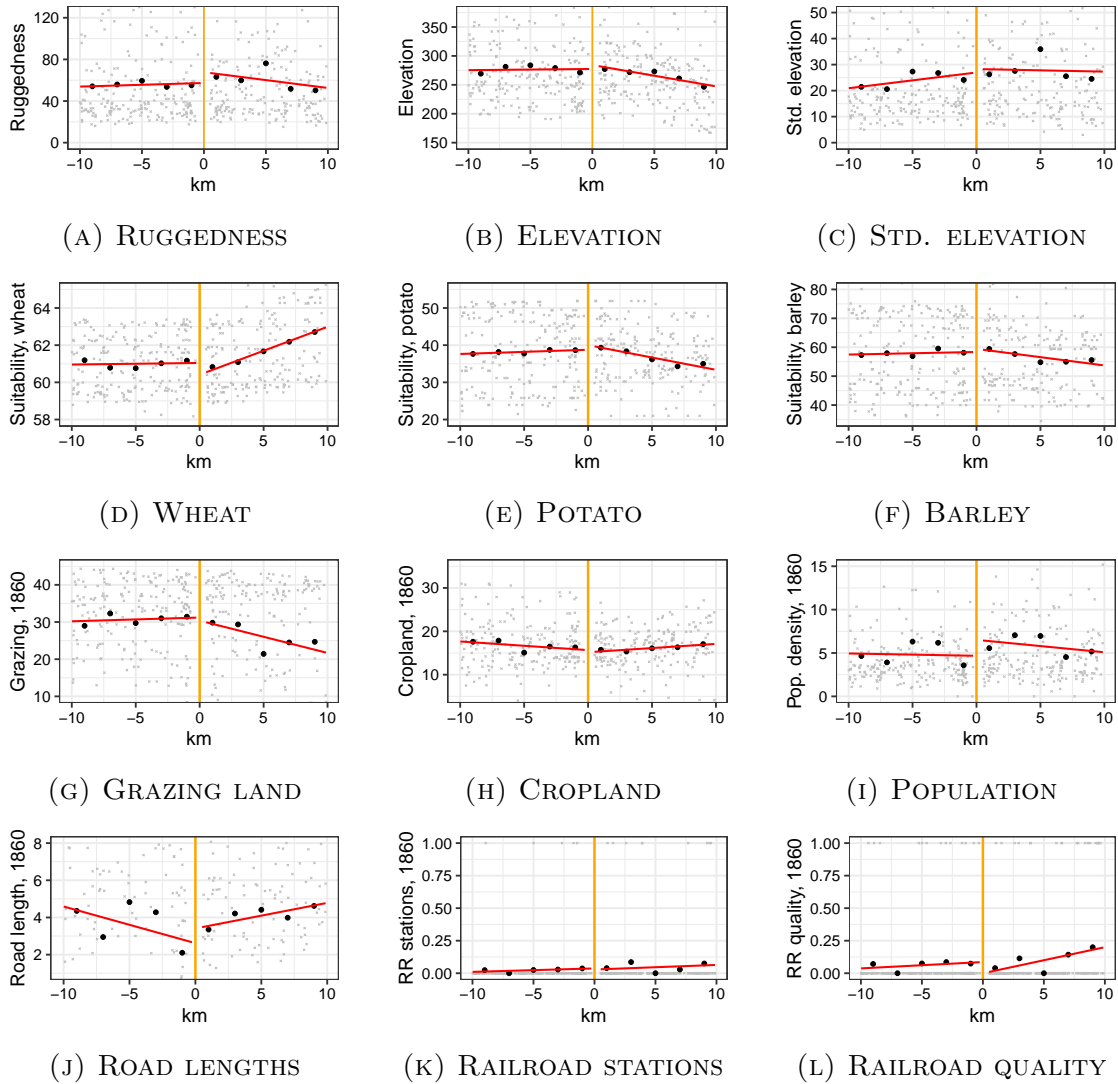 Ruggedness
120
80
40
0
−10 −5 0 5 10
km
(A) Ruggedness
Elevation
350
300
250
200
150
−10 −5 0 5 10
km
(B) Elevation
Std. elevation
50
40
30
20
10
0
−10 −5 0 5 10
km
(C) Std. elevation
Suitability, wheat
64
62
60
58
−10 −5 0 5 10
km
(D) Wheat
Suitability, potato
50
40
30
20
−10 −5 0 5 10
km
(E) Potato
Suitability, barley
80
70
60
50
40
−10 −5 0 5 10
km
(F) Barley
Grazing, 1860
40
30
20
10
−10 −5 0 5 10
km
(G) Grazing land
Cropland, 1860
30
20
10
−10 −5 0 5 10
km
(H) Cropland
Pop. density, 1860
15
10
5
0
−10 −5 0 5 10
km
(I) Population
Road length, 1860
8
6
4
2
−10 −5 0 5 10
km
(J) Road lengths
RR stations, 1860
1.00
0.75
0.50
0.25
0.00
−10 −5 0 5 10
km
(K) Railroad stations
RR quality, 1860
1.00
0.75
0.50
0.25
0.00
−10 −5 0 5 10
km
(L) Railroad quality